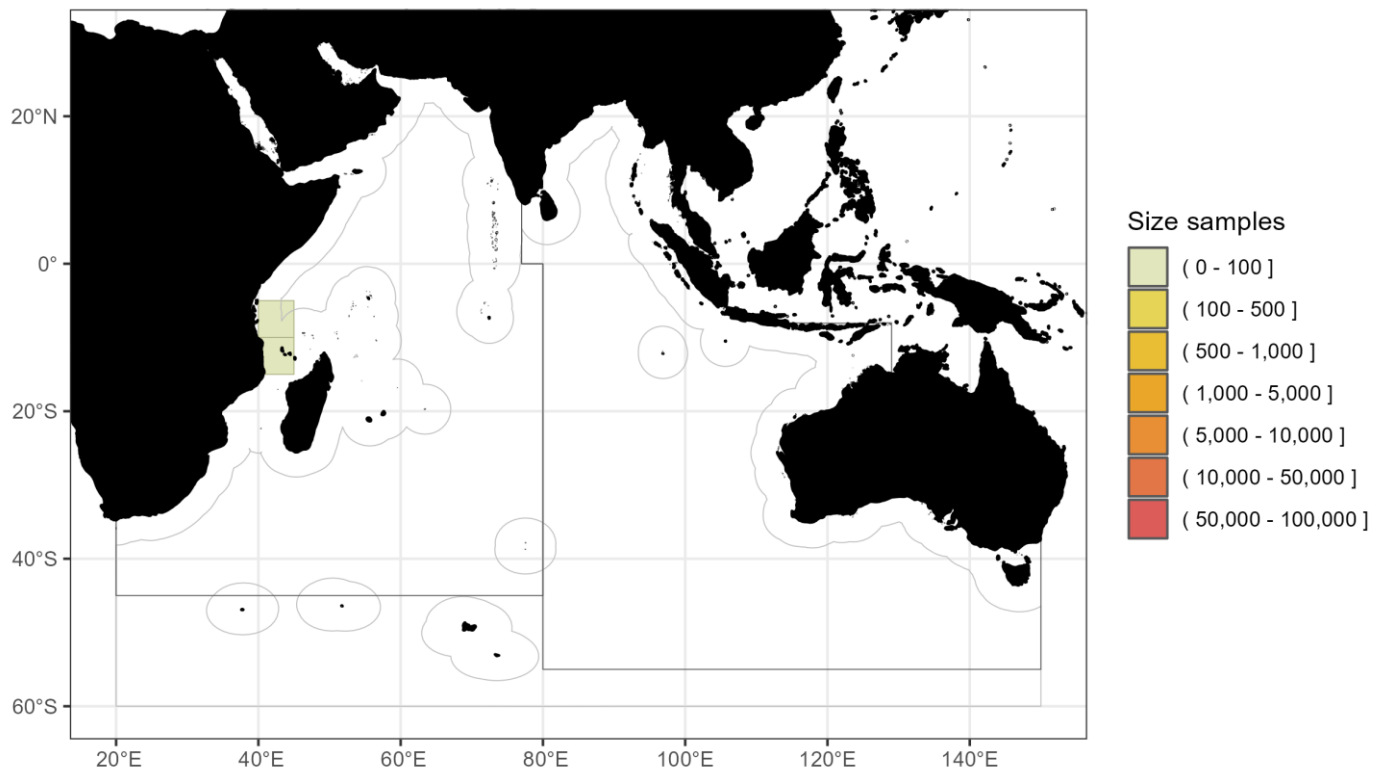 20°N
0°
20°S
40°S
60°S
20°E
40°E
60°E
80°E
100°E
120°E
140°E
Size samples
( 0 - 100 ]
( 100 - 500 ]
( 500 - 1,000 ]
( 1,000 - 5,000 ]
( 5,000 - 10,000 ]
( 10,000 - 50,000 ]
( 50,000 - 100,000 ]